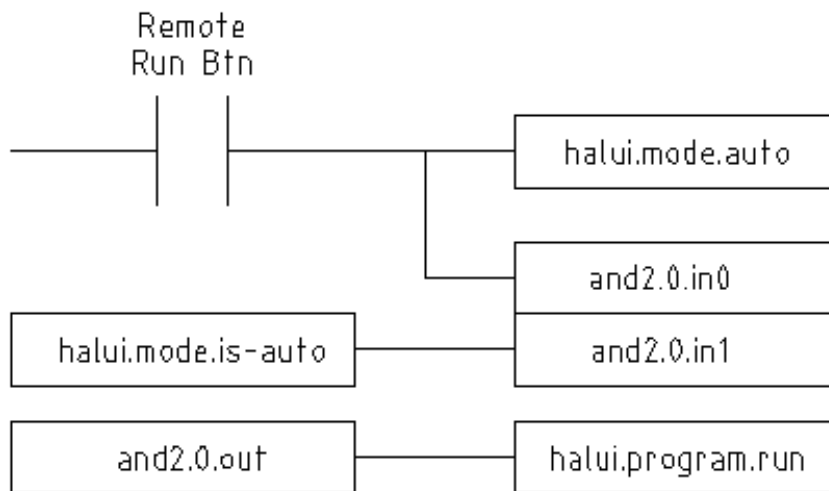 Remote
Run Btn
halui.mode.auto
and2.0.in0
halui.mode.is-auto
and2.0.in1
and2.0.out
halui.program.run